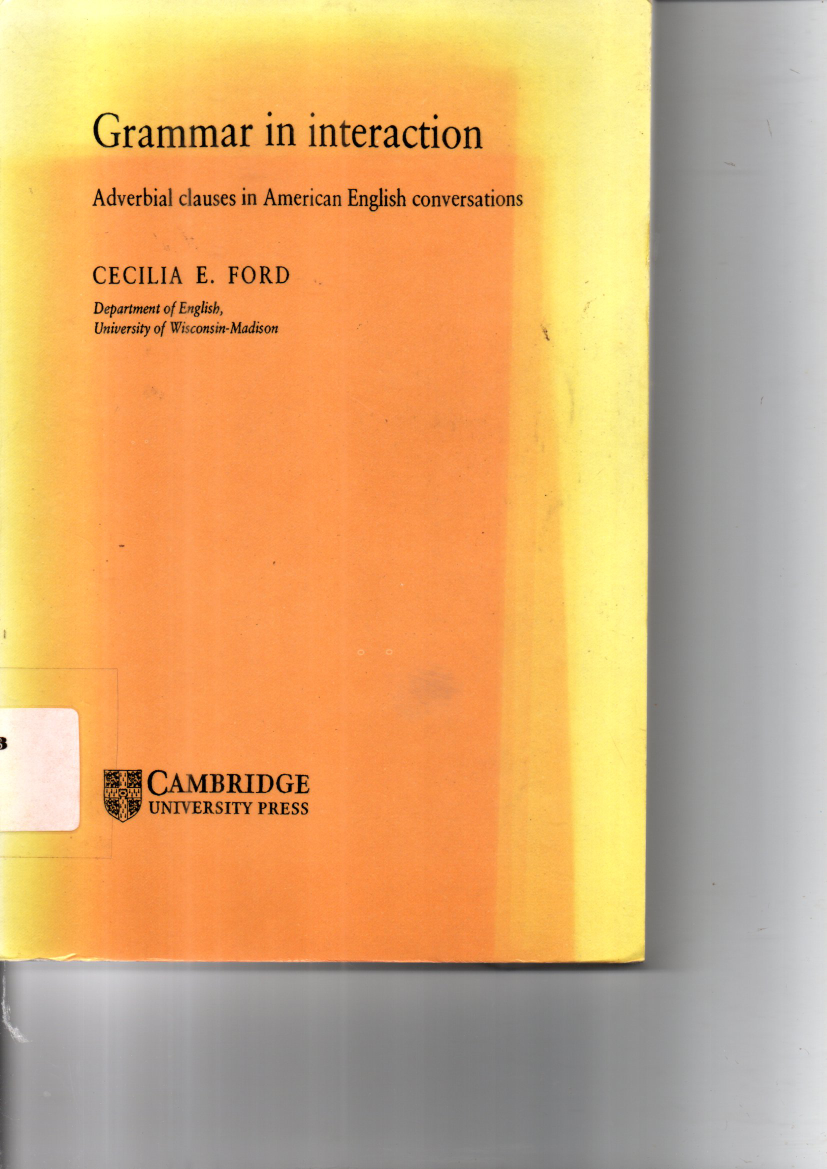 Grammar in interaction
Adverbial clauses in American English conversations
CECILIA E. FORD
Department of English,
University of Wisconsin-Madison
3
CAMBRIDGE
UNIVERSITY PRESS